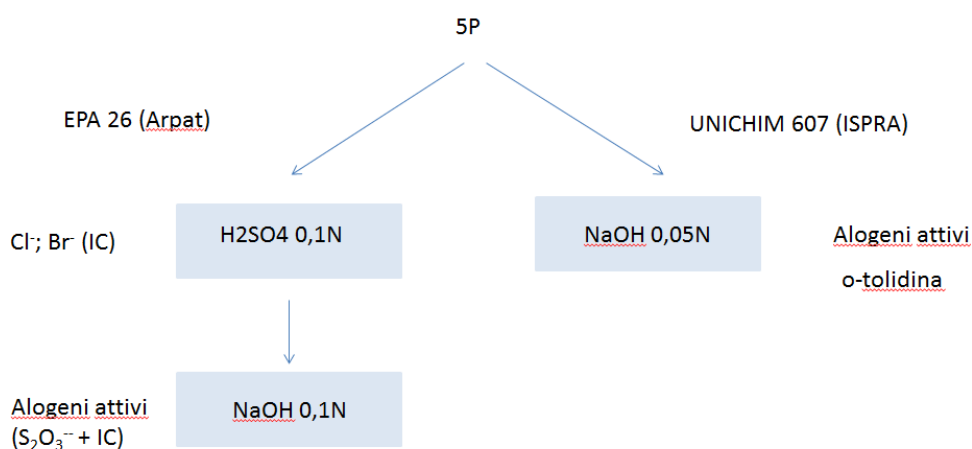 5P
EPA 26 (Arpat)
UNICHIM 607 (ISPRA)
Cl⁻; Br⁻ (IC)
H2SO4 0,1N
NaOH 0,05N
Alogeni attivi
o-tolidina
Alogeni attivi
(S₂O₃⁻⁻ + IC)
NaOH 0,1N